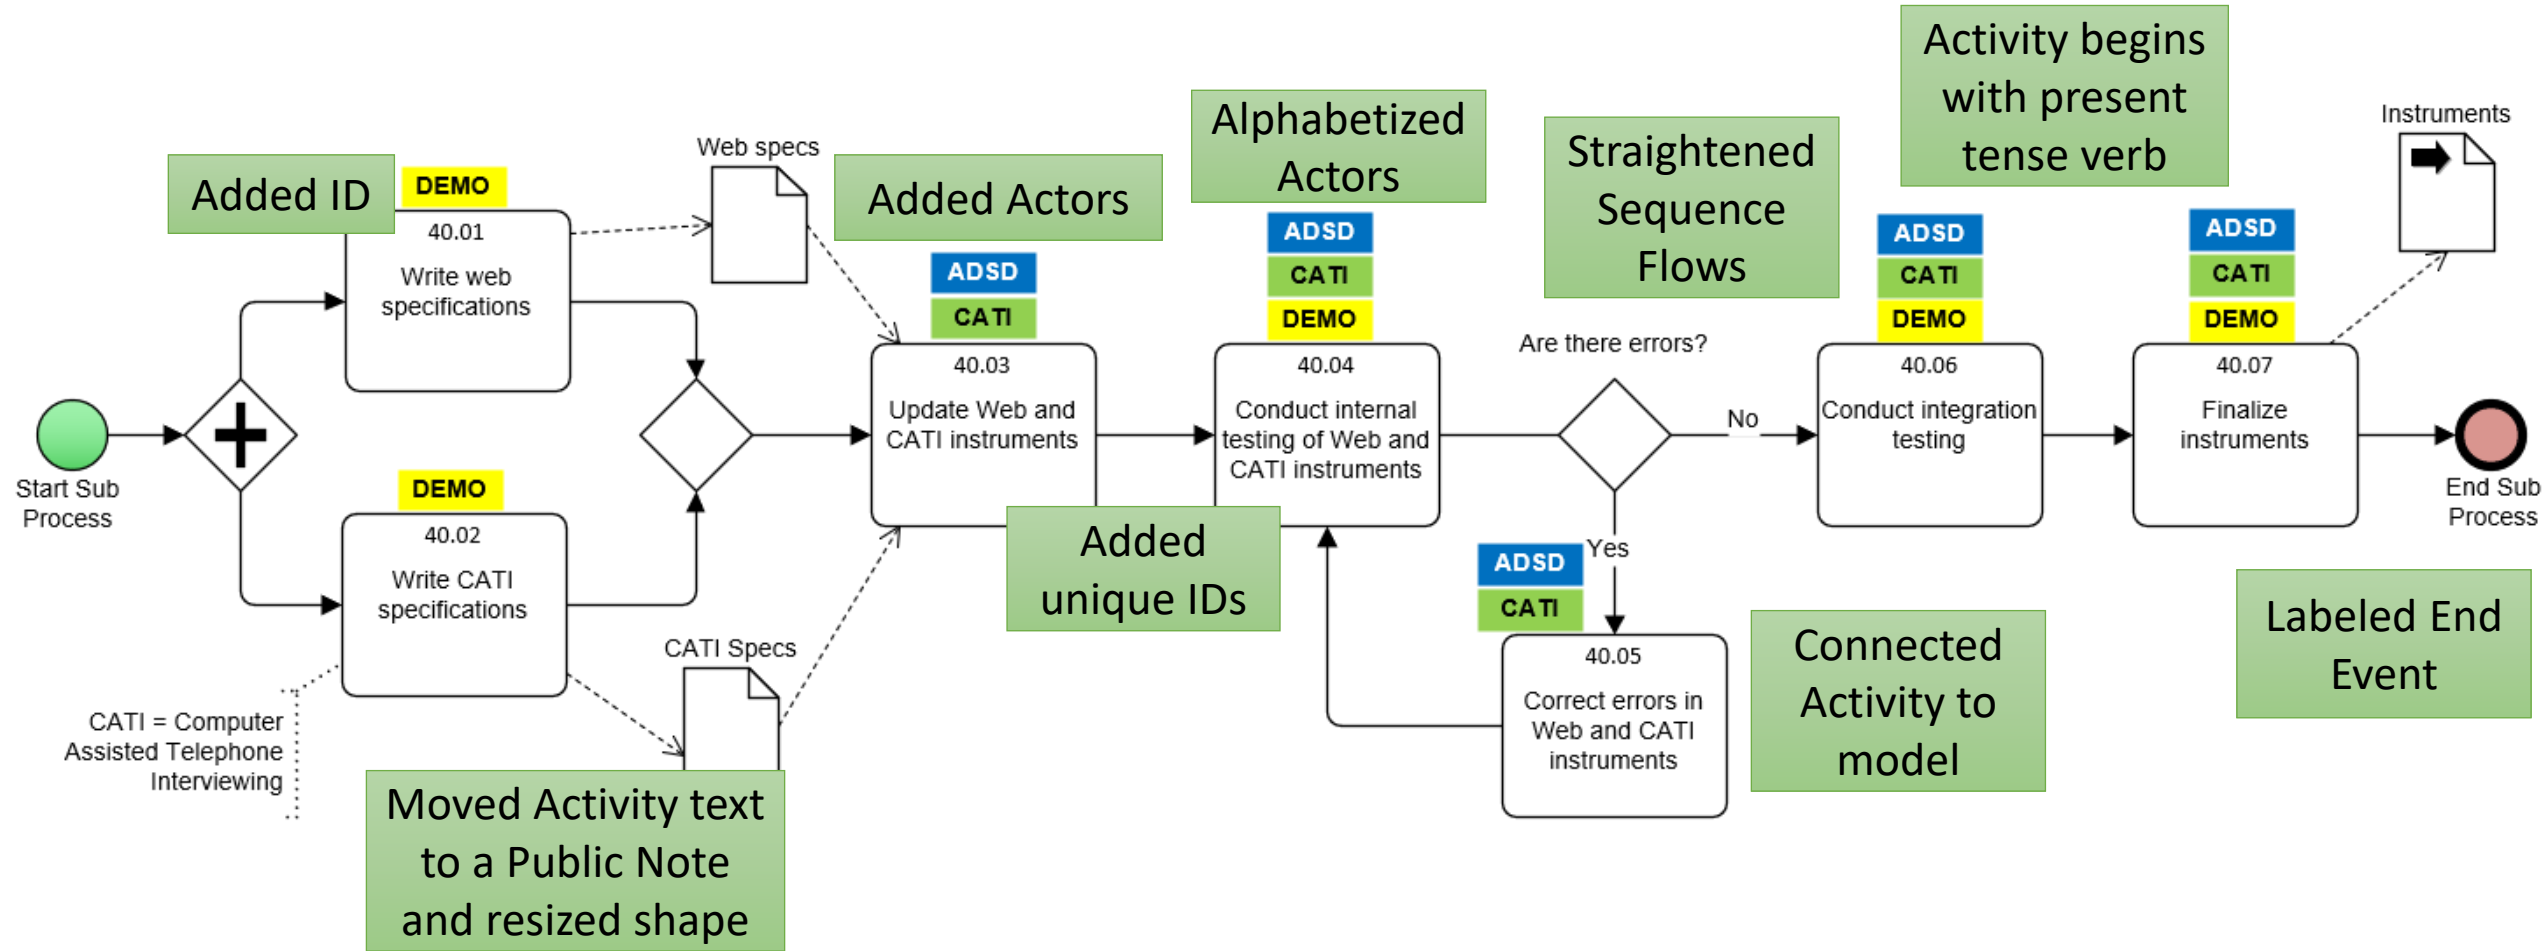 Activity begins
with present
tense verb
Alphabetized
Actors
Instruments
Straightened
Sequence
Flows
Web specs
Added ID
DEMO
Added Actors
40.01
Write web
specifications
ADSD
CATI
ADSD
CATI
DEMO
ADSD
CATI
DEMO
ADSD
CATI
DEMO
Are there errors?
40.03
Update Web and
CATI instruments
40.04
Conduct internal
testing of Web and
CATI instruments
No
40.06
Conduct integration
testing
40.07
Finalize
instruments
Start Sub
Process
End Sub
Process
DEMO
40.02
Write CATI
specifications
Added
unique IDs
Yes
ADSD
CATI
40.05
Correct errors in
Web and CATI
instruments
Connected
Activity to
model
Labeled End
Event
CATI Specs
CATI = Computer
Assisted Telephone
Interviewing
Moved Activity text
to a Public Note
and resized shape